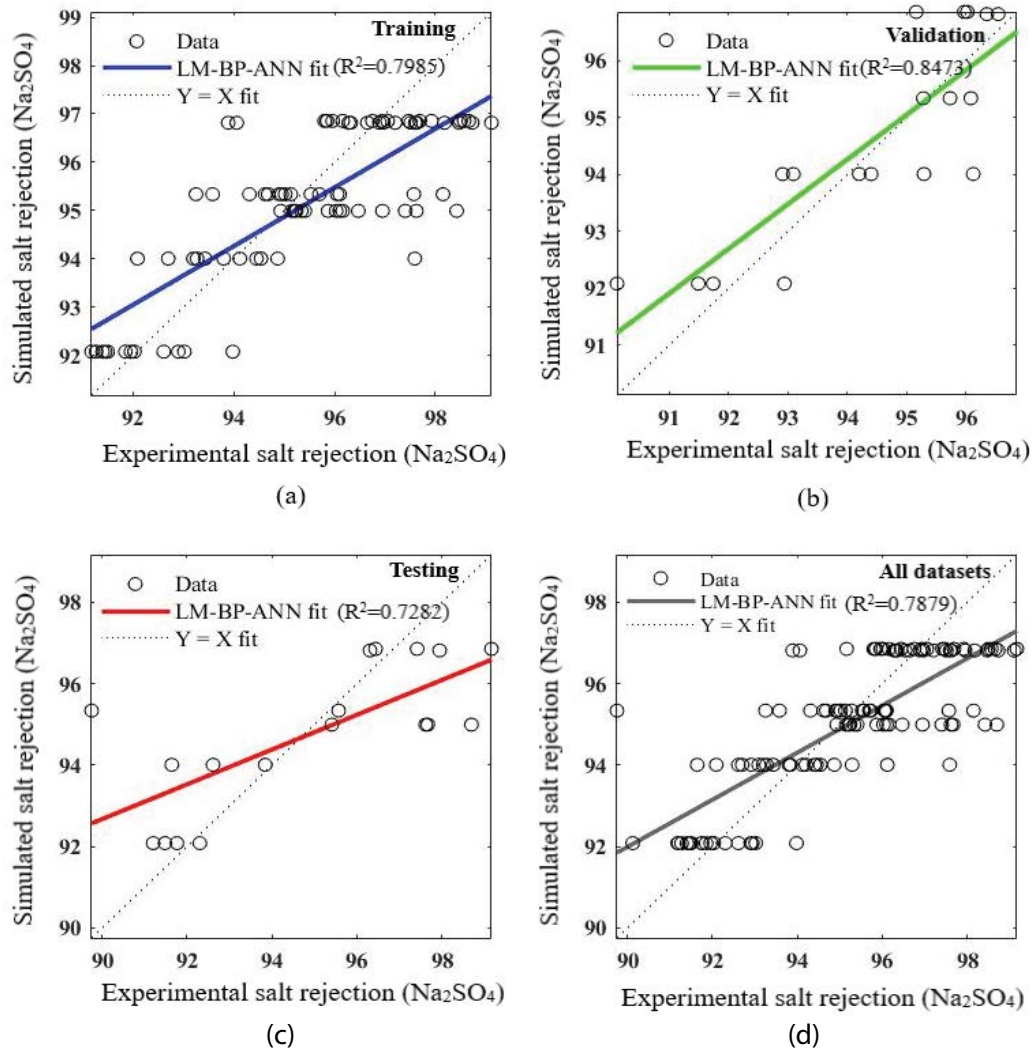 Training
Data
LM-BP-ANN fit (R²=0.7985)
Y = X fit
Simulated salt rejection (Na₂SO₄)
99
98
97
96
95
94
93
92
92
94
96
98
Experimental salt rejection (Na₂SO₄)
(a)
Validation
Data
LM-BP-ANN fit (R²=0.8473)
Y = X fit
Simulated salt rejection (Na₂SO₄)
96
95
94
93
92
91
91
92
93
94
95
96
Experimental salt rejection (Na₂SO₄)
(b)
Testing
Data
LM-BP-ANN fit (R²=0.7282)
Y = X fit
Simulated salt rejection (Na₂SO₄)
98
96
94
92
90
90
92
94
96
98
Experimental salt rejection (Na₂SO₄)
(c)
All datasets
Data
LM-BP-ANN fit (R²=0.7879)
Y = X fit
Simulated salt rejection (Na₂SO₄)
98
96
94
92
90
90
92
94
96
98
Experimental salt rejection (Na₂SO₄)
(d)